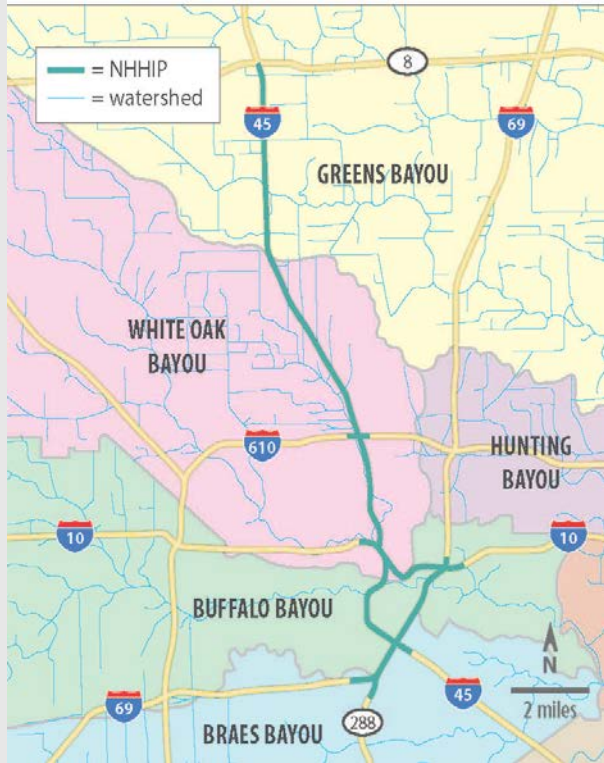 = NHHIP
= watershed
8
45
69
GREENS BAYOU
WHITE OAK
BAYOU
610
HUNTING
BAYOU
10
10
BUFFALO BAYOU
N
2 miles
69
45
288
BRAES BAYOU